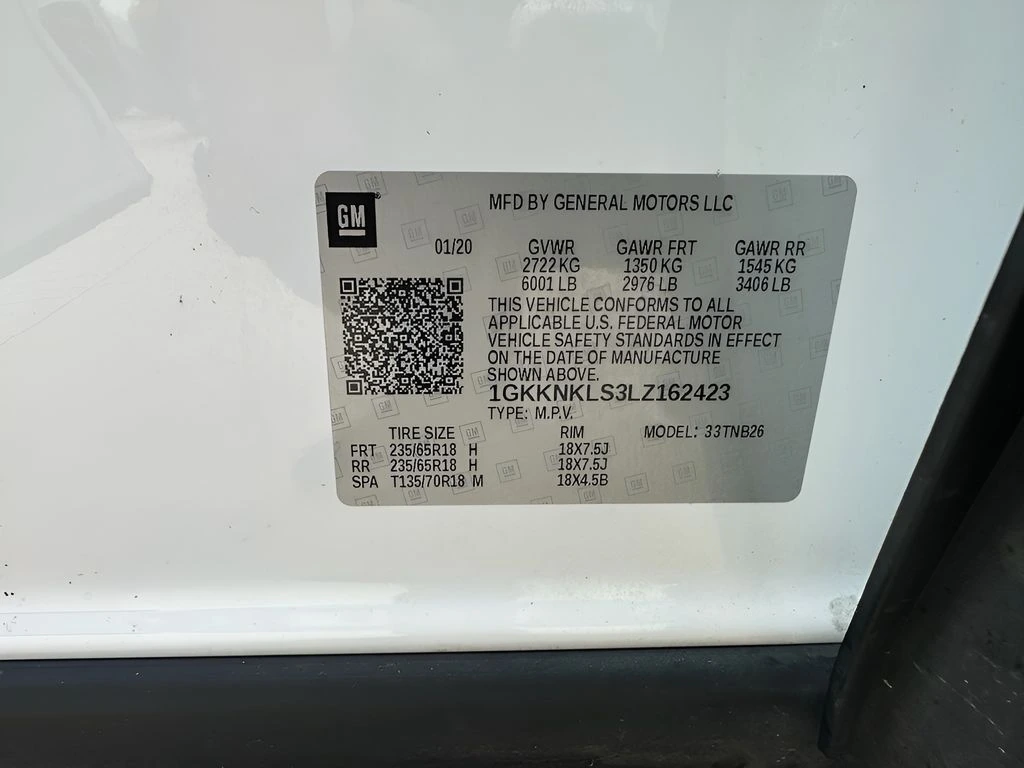 GM
MFD BY GENERAL MOTORS LLC
01/20 GVWR GAWR FRT GAWR RR
2722 KG 1350 KG 1545 KG
6001 LB 2976 LB 3406 LB
THIS VEHICLE CONFORMS TO ALL
APPLICABLE U.S. FEDERAL MOTOR
VEHICLE SAFETY STANDARDS IN EFFECT
ON THE DATE OF MANUFACTURE
SHOWN ABOVE.
1GKKNKLS3LZ162423
TYPE: M.P.V.
TIRE SIZE RIM MODEL: 33TNB26
FRT 235/65R18 H 18X7.5J
RR 235/65R18 H 18X7.5J
SPA T135/70R18 M 18X4.5B